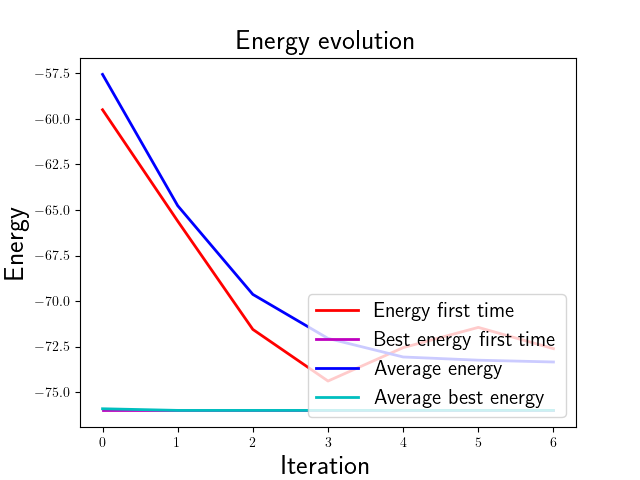 Energy evolution
Energy
−57.5
−60.0
−62.5
−65.0
−67.5
−70.0
−72.5
−75.0
Energy first time
Best energy first time
Average energy
Average best energy
0 1 2 3 4 5 6
Iteration